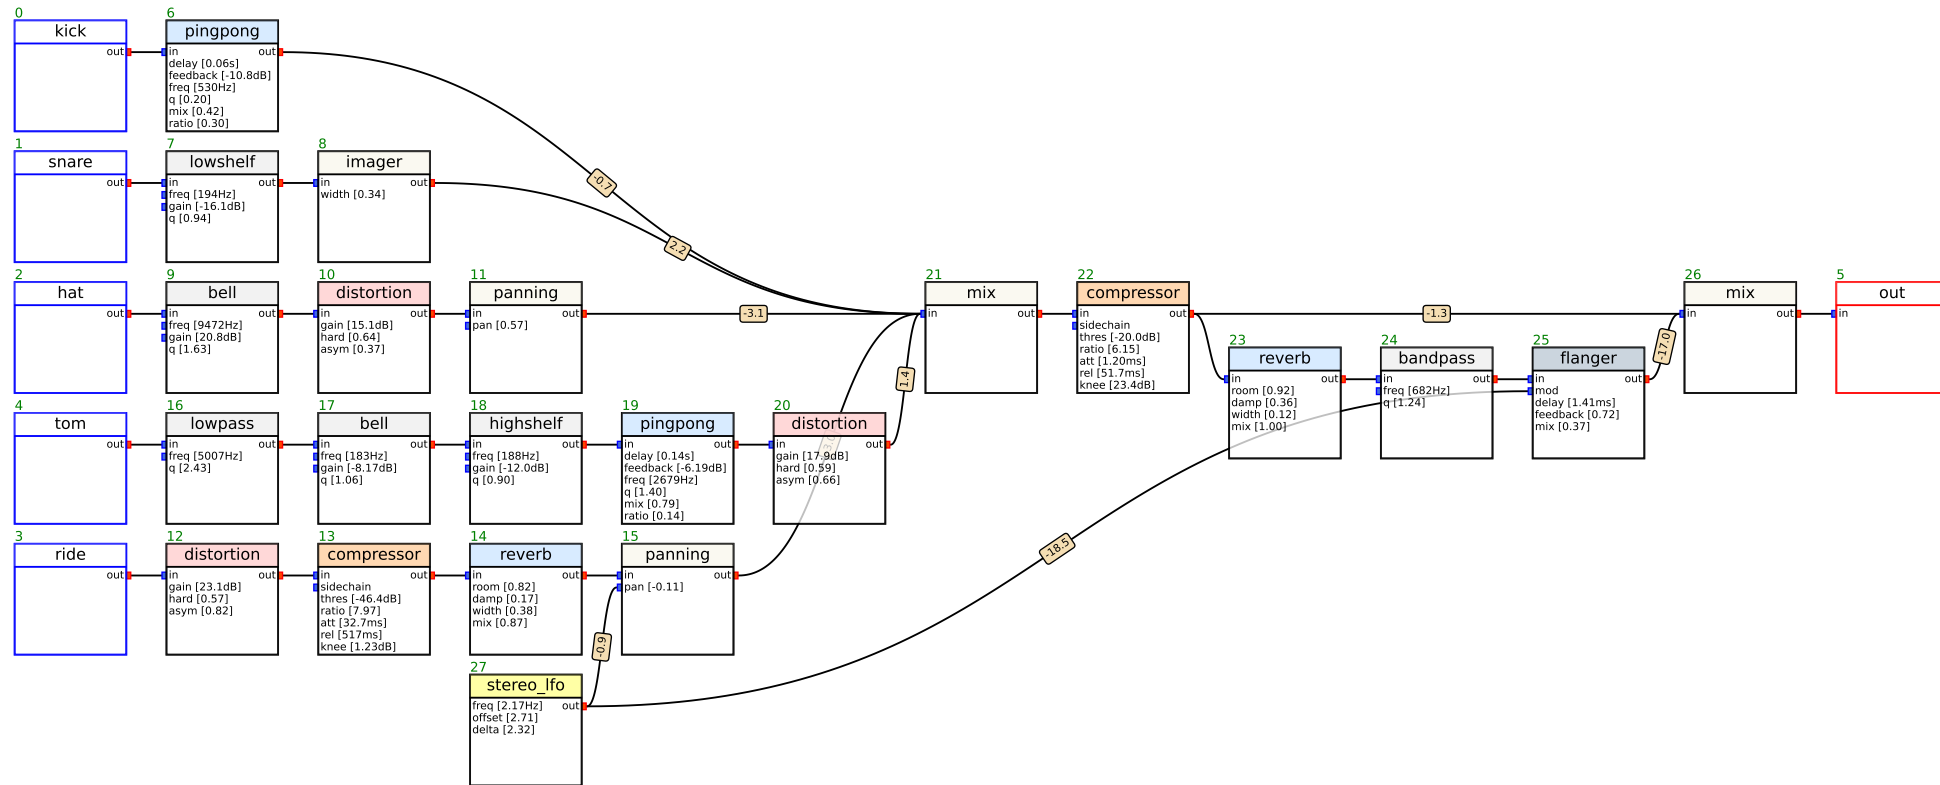 0
kick
out
6
pingpong
in out
delay [0.06s]
feedback [-10.8dB]
freq [530Hz]
q [0.20]
mix [0.42]
ratio [0.30]
-0.7
1
snare
out
7
lowshelf
in out
freq [194Hz]
gain [-16.1dB]
q [0.94]
8
imager
in out
width [0.34]
2.2
2
hat
out
9
bell
in out
freq [9472Hz]
gain [20.8dB]
q [1.63]
10
distortion
in out
gain [15.1dB]
hard [0.64]
asym [0.37]
11
panning
in out
pan [0.57]
-3.1
21
mix
in out
22
compressor
in out
sidechain
thres [-20.0dB]
ratio [6.15]
att [1.20ms]
rel [51.7ms]
knee [23.4dB]
-1.3
26
mix
in out
5
out
in
23
reverb
in out
room [0.92]
damp [0.36]
width [0.12]
mix [1.00]
24
bandpass
in out
freq [682Hz]
q [1.24]
25
flanger
in out
mod
delay [1.41ms]
feedback [0.72]
mix [0.37]
-17.0
4
tom
out
16
lowpass
in out
freq [5007Hz]
q [2.43]
17
bell
in out
freq [183Hz]
gain [-8.17dB]
q [1.06]
18
highshelf
in out
freq [188Hz]
gain [-12.0dB]
q [0.90]
19
pingpong
in out
delay [0.14s]
feedback [-6.19dB]
freq [2679Hz]
q [1.40]
mix [0.79]
ratio [0.14]
20
distortion
in out
gain [17.9dB]
hard [0.59]
asym [0.66]
1.4
3
ride
out
12
distortion
in out
gain [23.1dB]
hard [0.57]
asym [0.82]
13
compressor
in out
sidechain
thres [-46.4dB]
ratio [7.97]
att [32.7ms]
rel [517ms]
knee [1.23dB]
14
reverb
in out
room [0.82]
damp [0.17]
width [0.38]
mix [0.87]
15
panning
in out
pan [-0.11]
-0.9
-18.5
27
stereo_lfo
freq [2.17Hz] out
offset [2.71]
delta [2.32]